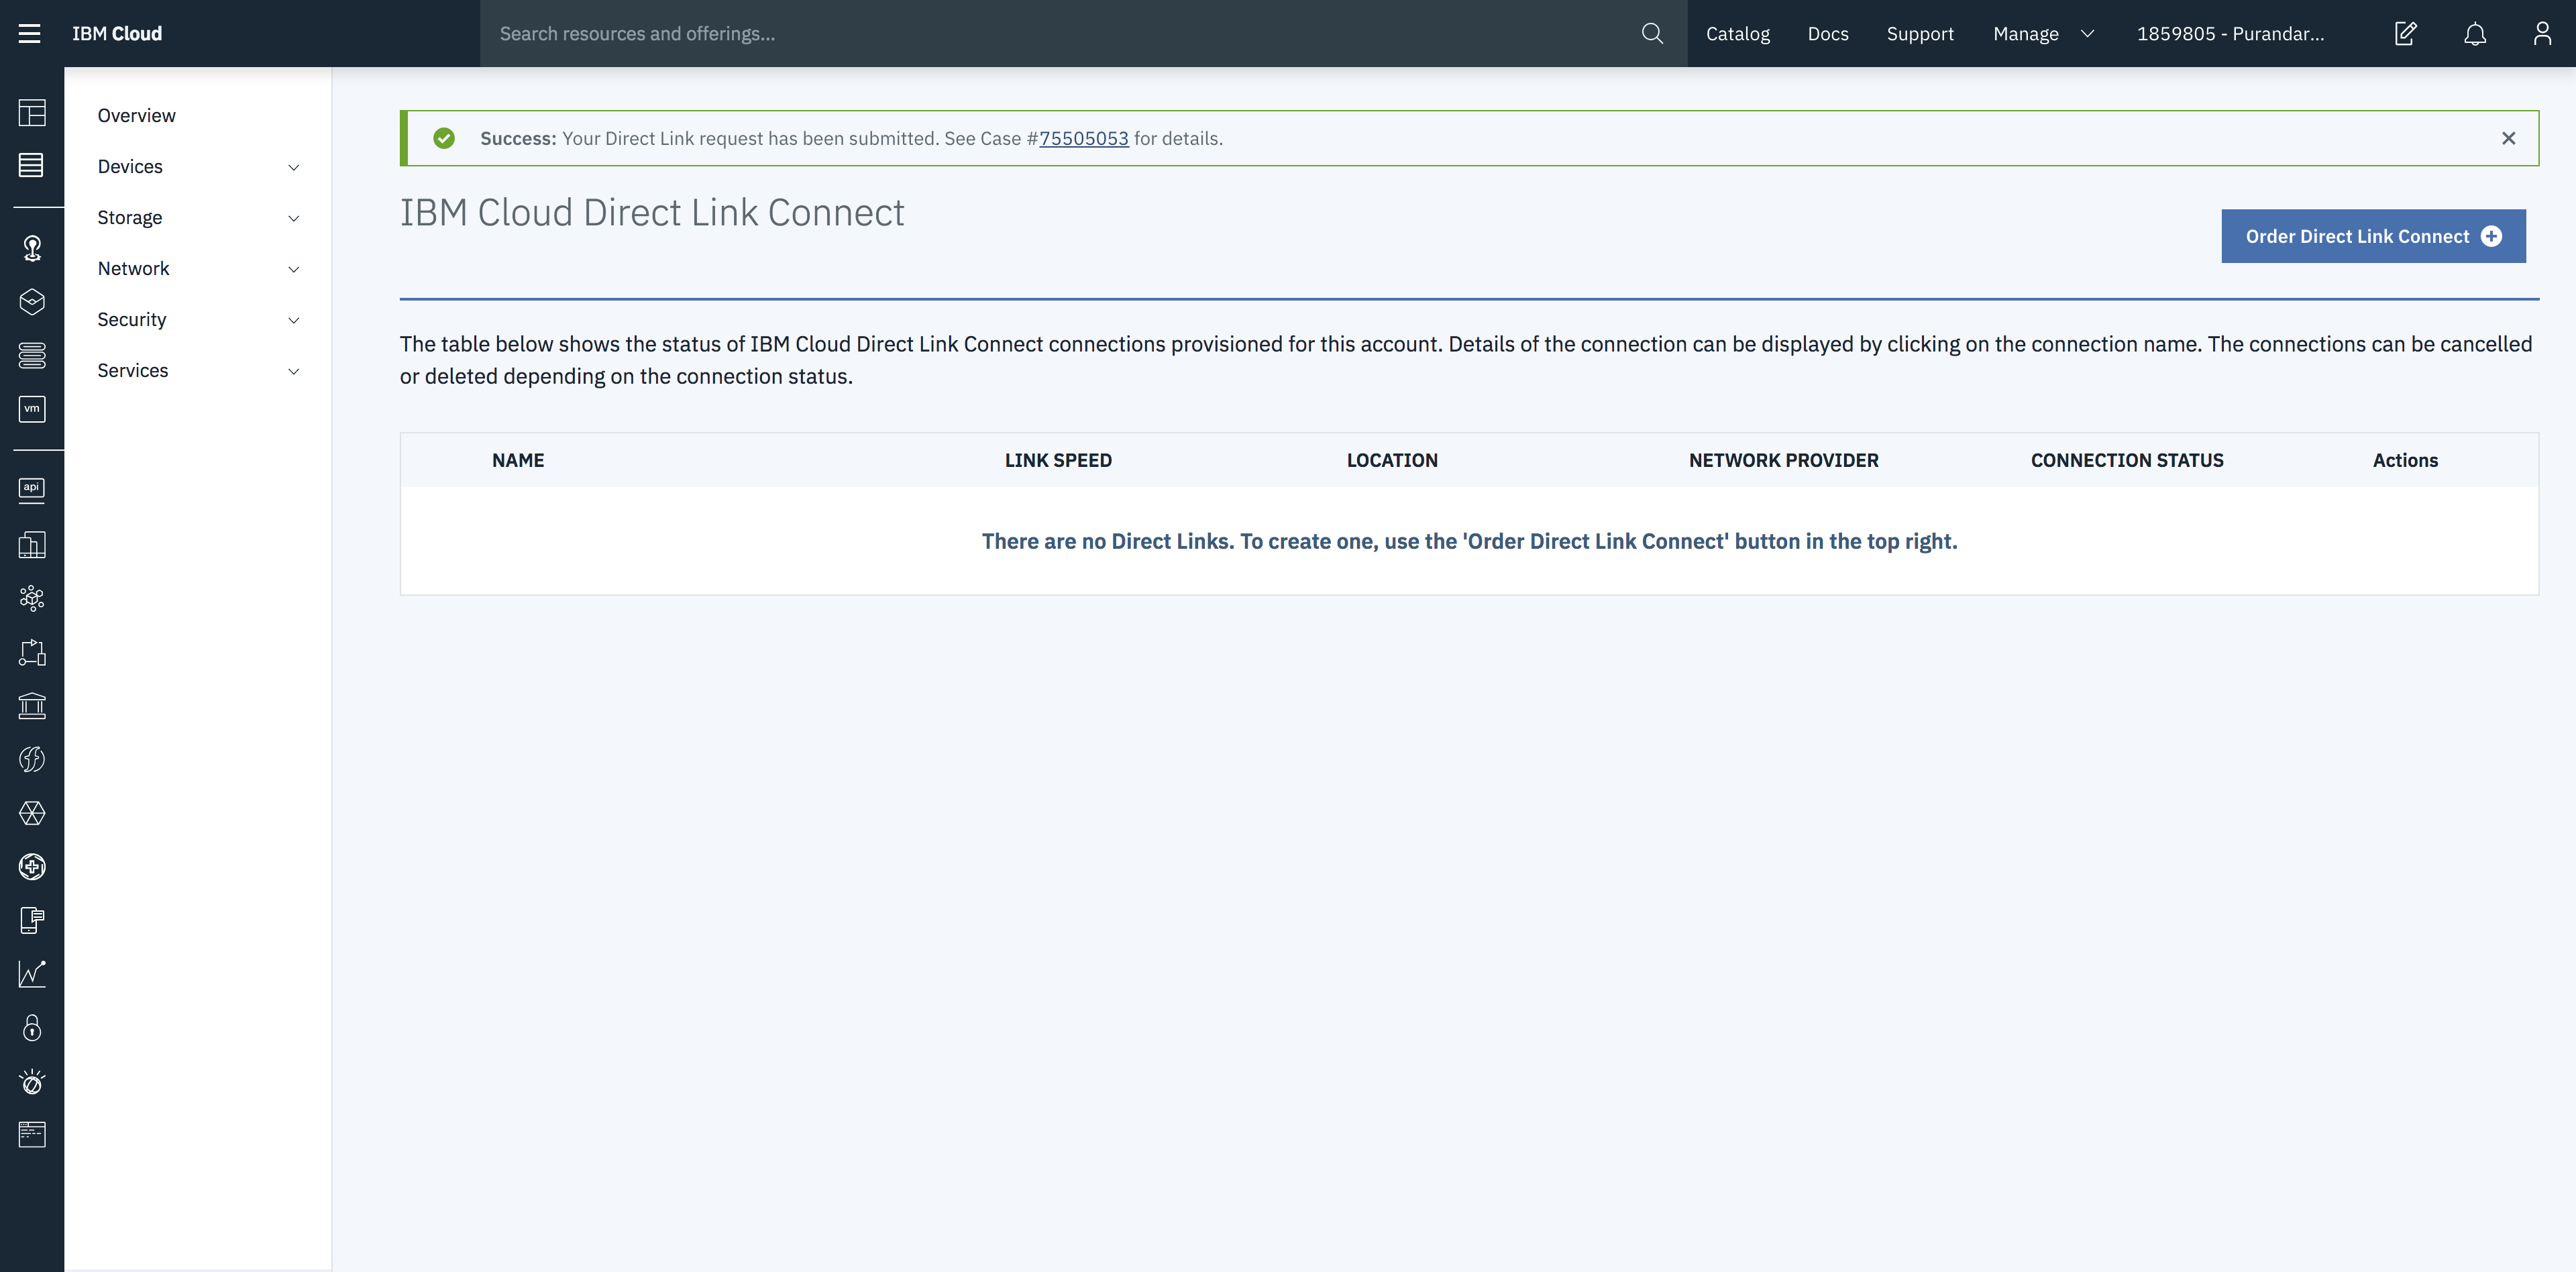 IBM Cloud
Search resources and offerings...
Catalog
Docs
Support
Manage
1859805 - Purandar...
vm
api
Overview
Devices
Storage
Network
Security
Services
Success: Your Direct Link request has been submitted. See Case #75505053 for details.
IBM Cloud Direct Link Connect
Order Direct Link Connect
The table below shows the status of IBM Cloud Direct Link Connect connections provisioned for this account. Details of the connection can be displayed by clicking on the connection name. The connections can be cancelled
or deleted depending on the connection status.
NAME
LINK SPEED
LOCATION
NETWORK PROVIDER
CONNECTION STATUS
Actions
There are no Direct Links. To create one, use the 'Order Direct Link Connect' button in the top right.